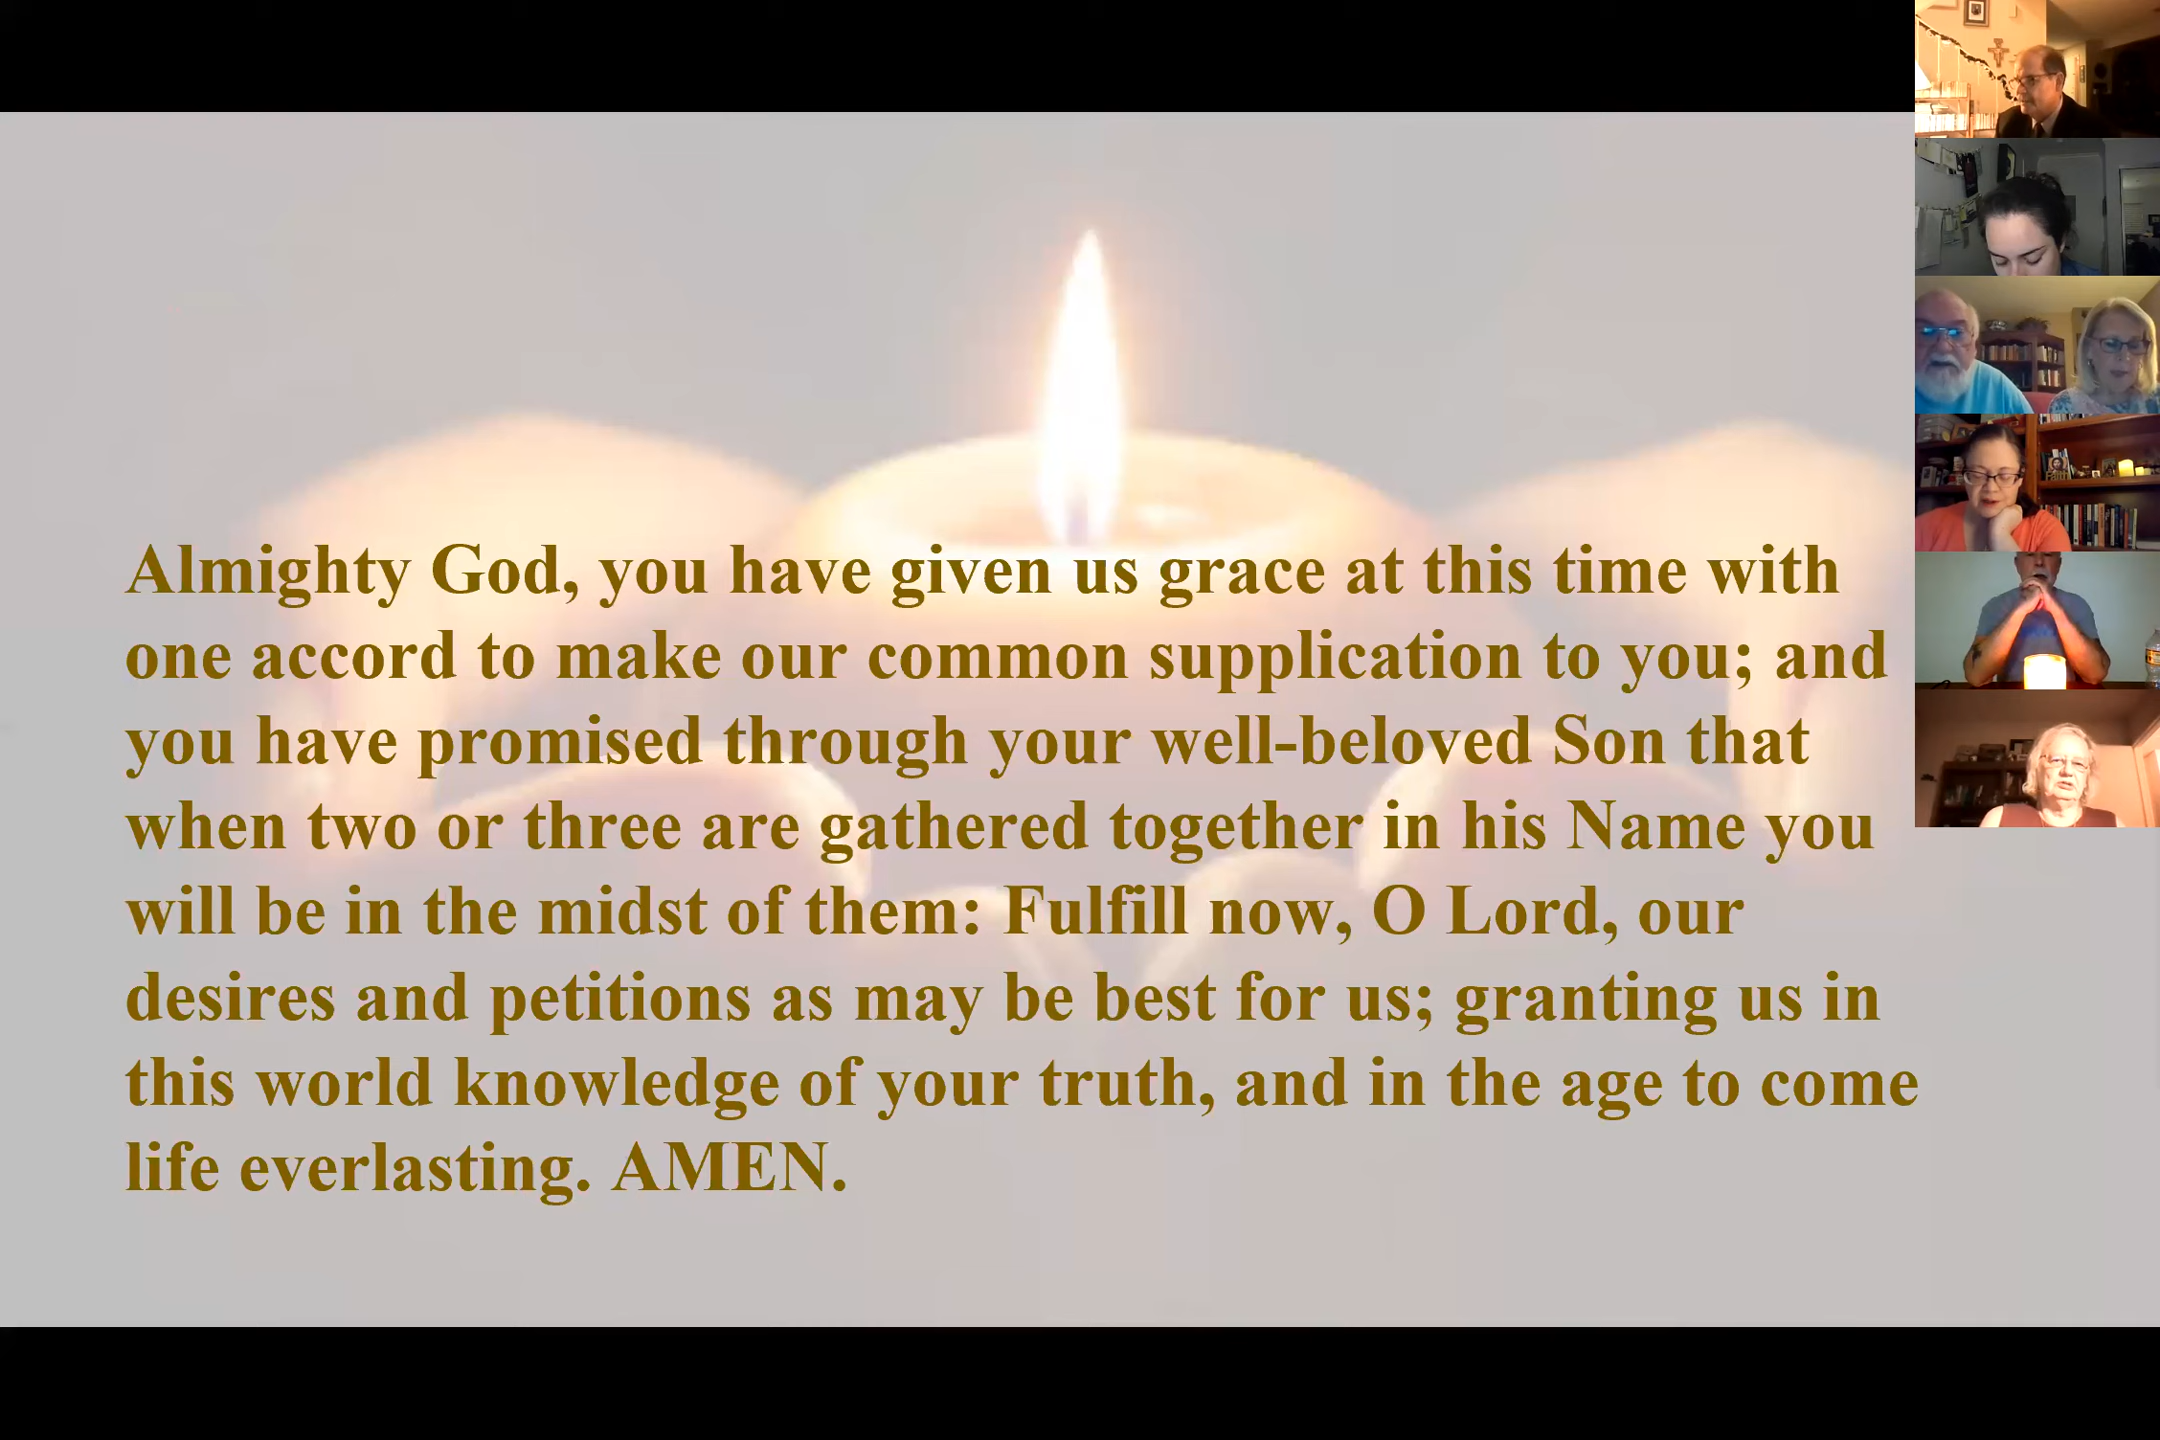 Almighty God, you have given us grace at this time with
one accord to make our common supplication to you; and
you have promised through your well-beloved Son that
when two or three are gathered together in his Name you
will be in the midst of them: Fulfill now, O Lord, our
desires and petitions as may be best for us; granting us in
this world knowledge of your truth, and in the age to come
life everlasting. AMEN.